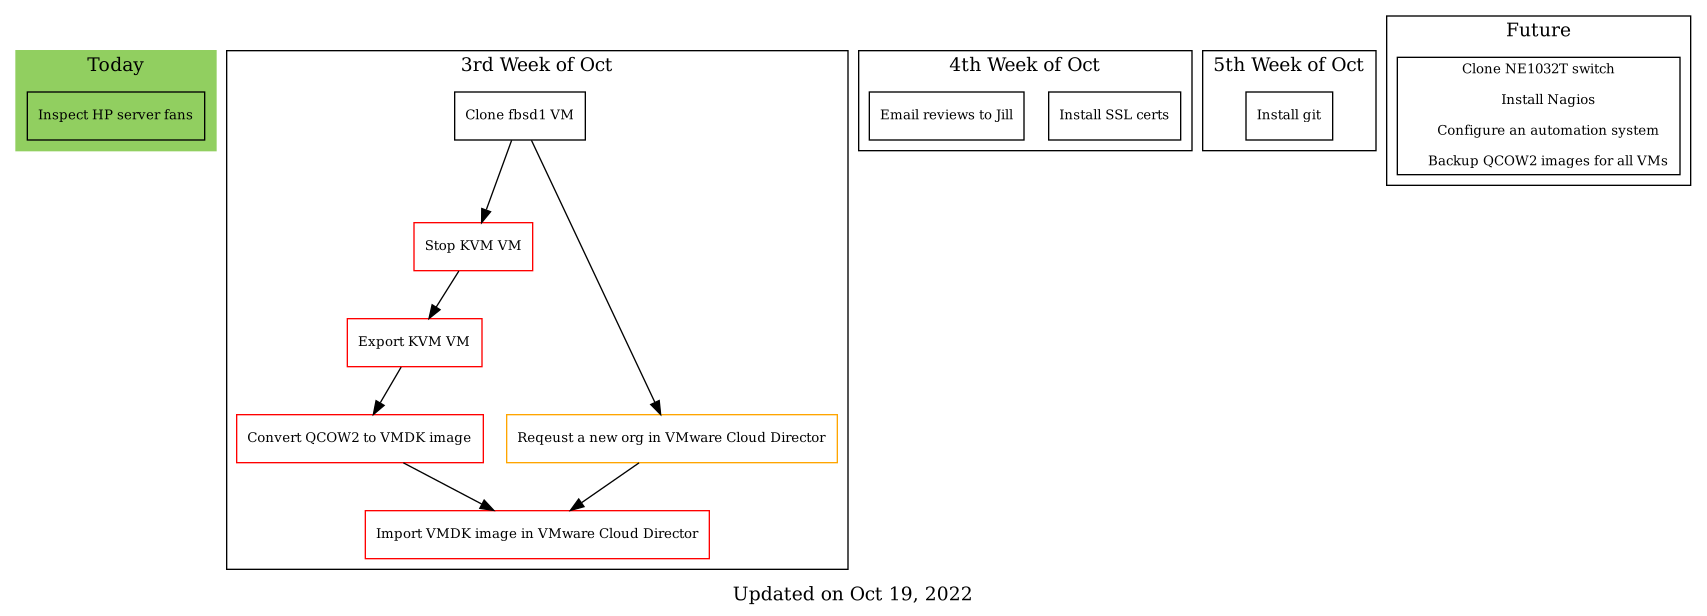 Today
Inspect HP server fans
3rd Week of Oct
Clone fbsd1 VM
Stop KVM VM
Export KVM VM
Convert QCOW2 to VMDK image
Reqeust a new org in VMware Cloud Director
Import VMDK image in VMware Cloud Director
4th Week of Oct
Email reviews to Jill
Install SSL certs
5th Week of Oct
Install git
Future
Clone NE1032T switch
Install Nagios
Configure an automation system
Backup QCOW2 images for all VMs
Updated on Oct 19, 2022